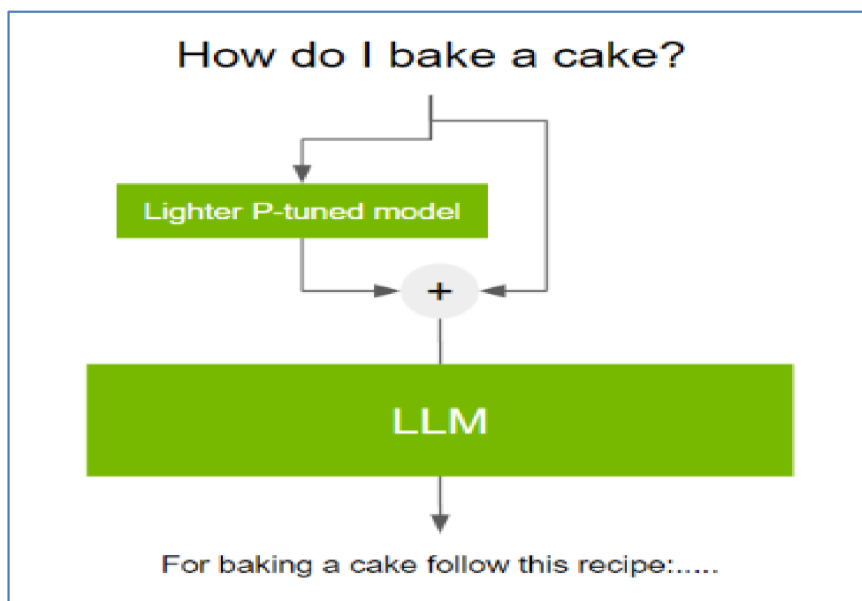 How do I bake a cake?
Lighter P-tuned model
+
LLM
For baking a cake follow this recipe:.....